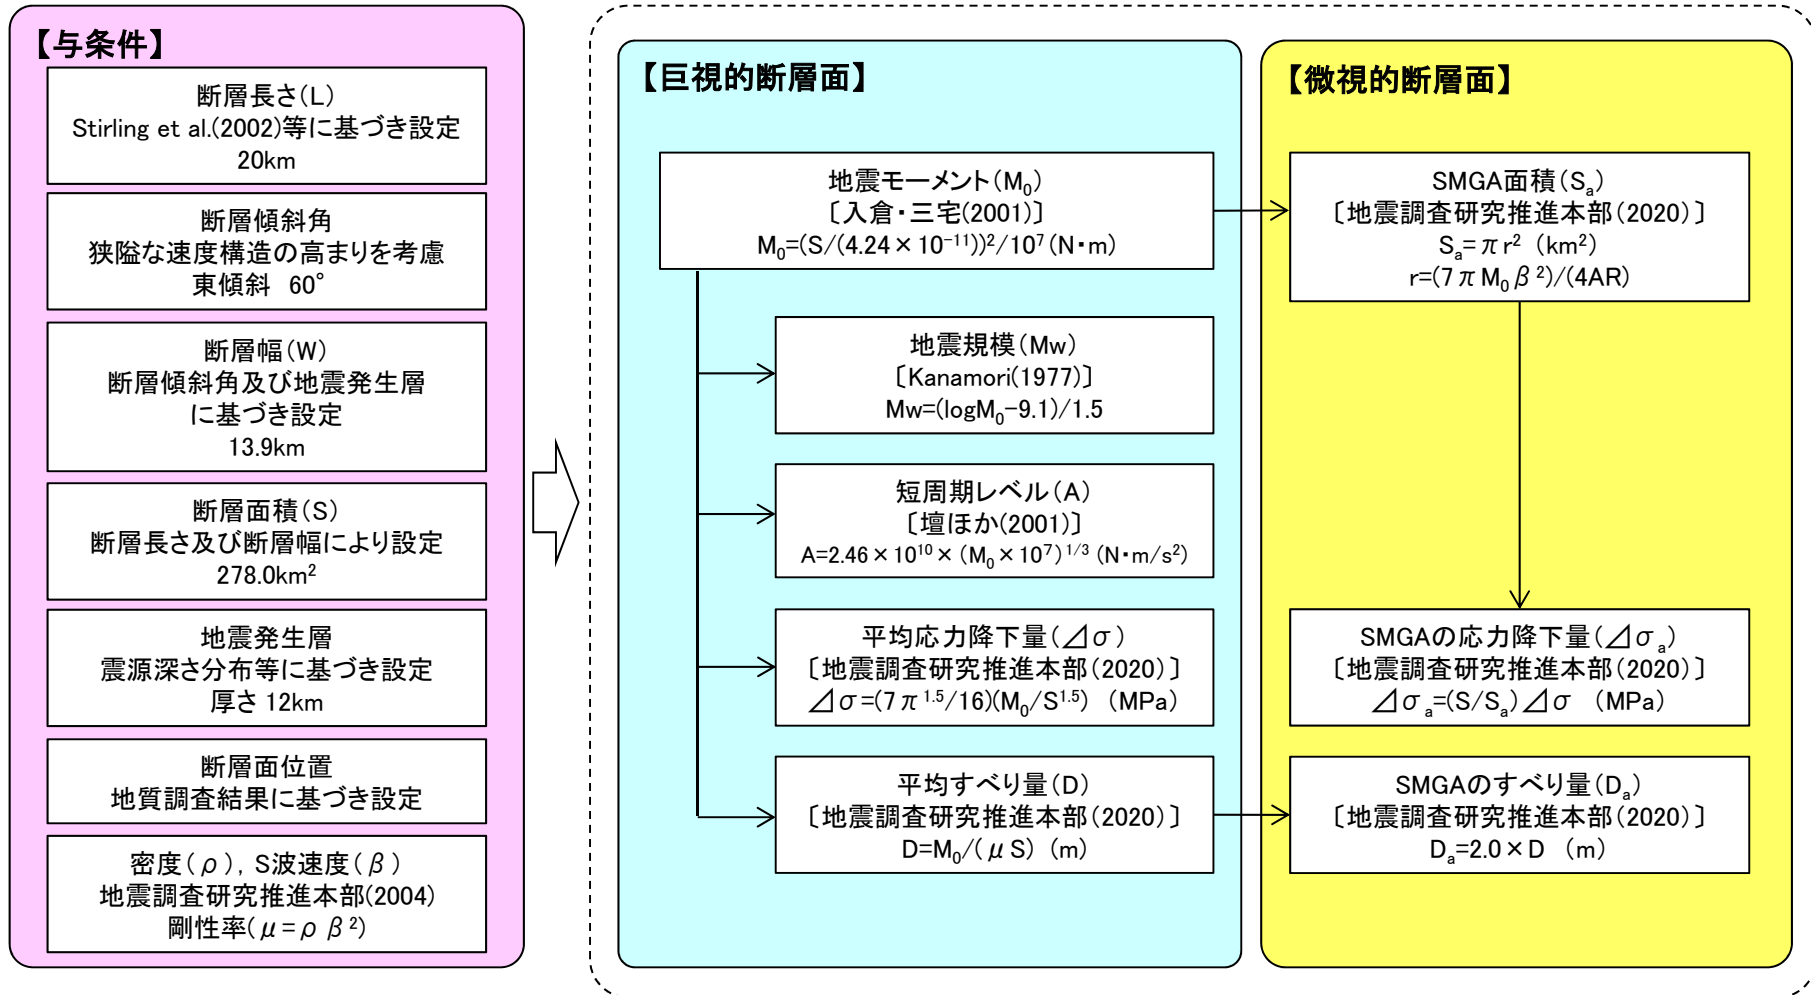 【与条件】
断層長さ(L)
Stirling et al.(2002)等に基づき設定
20km
断層傾斜角
狭隘な速度構造の高まりを考慮
東傾斜 60°
断層幅(W)
断層傾斜角及び地震発生層
に基づき設定
13.9km
断層面積(S)
断層長さ及び断層幅により設定
278.0km²
地震発生層
震源深さ分布等に基づき設定
厚さ 12km
断層面位置
地質調査結果に基づき設定
密度(ρ), S波速度(β)
地震調査研究推進本部(2004)
剛性率(μ=ρβ²)
【巨視的断層面】
地震モーメント(M₀)
〔入倉・三宅(2001)〕
M₀=(S/(4.24×10⁻¹¹))²/10⁷(N・m)
地震規模(Mw)
〔Kanamori(1977)〕
Mw=(logM₀-9.1)/1.5
短周期レベル(A)
〔壇ほか(2001)〕
A=2.46×10¹⁰×(M₀×10⁷)^1/3 (N・m/s²)
平均応力降下量(⊿σ)
〔地震調査研究推進本部(2020)〕
⊿σ=(7π^1.5/16)(M₀/S^1.5) (MPa)
平均すべり量(D)
〔地震調査研究推進本部(2020)〕
D=M₀/(μS) (m)
【微視的断層面】
SMGA面積(Sₐ)
〔地震調査研究推進本部(2020)〕
Sₐ=πr² (km²)
r=(7πM₀β²)/(4AR)
SMGAの応力降下量(⊿σₐ)
〔地震調査研究推進本部(2020)〕
⊿σₐ=(S/Sₐ)⊿σ (MPa)
SMGAのすべり量(Dₐ)
〔地震調査研究推進本部(2020)〕
Dₐ=2.0×D (m)